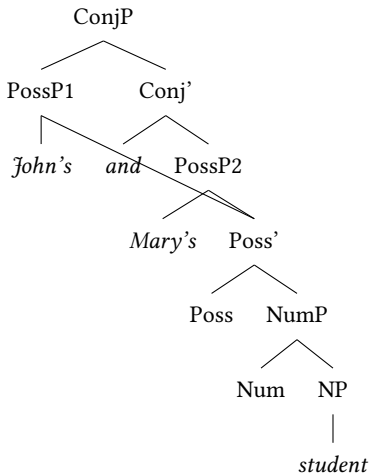 ConjP
PossP1 Conj’
John’s and PossP2
Mary’s Poss’
Poss NumP
Num NP
student